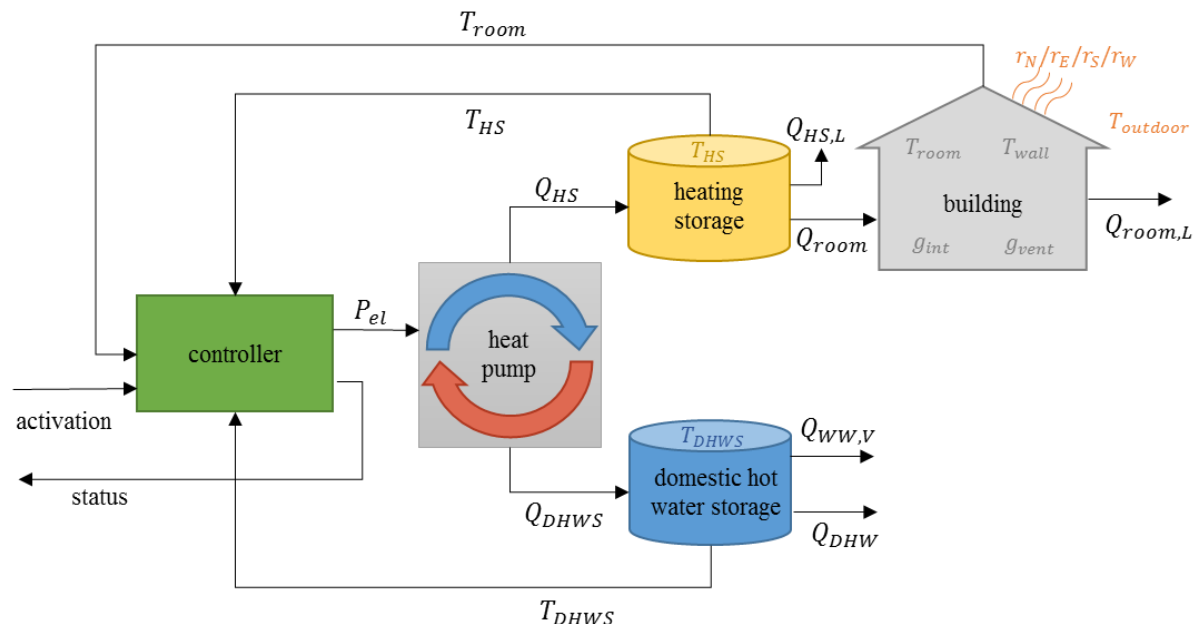 T_room
r_N/r_E/r_S/r_W
T_HS
Q_HS,L
T_outdoor
T_HS
T_room
T_wall
Q_HS
heating
storage
building
Q_room
Q_room,L
g_int
g_vent
P_el
controller
heat
pump
activation
T_DHWS
Q_WW,V
status
domestic hot
water storage
Q_DHWS
Q_DHW
T_DHWS